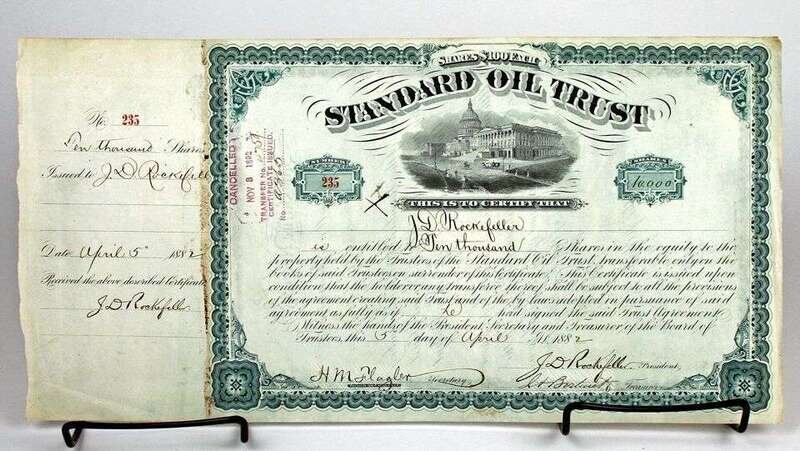 No. 235
Ten thousand Shares
Issued to J D Rockefell
Date April 5 1882
Received the above described Certificate
J D Rockefeller
CANCELLED
NOV 8 1892
TRANSFER No.
CERTIFICATE ISSUED.
No.
SHARES $100 EACH
STANDARD OIL TRUST
NUMBER
235
SHARES
10000
THIS IS TO CERTIFY THAT
J.D. Rockefeller
is entitled to Ten thousand Shares in the equity to the
property held by the Trustees of the Standard Oil Trust, transferable only on the
books of said Trustees on surrender of this Certificate. This Certificate is issued upon
condition that the holder or any transferee thereof shall be subject to all the provisions
of the agreement creating said Trust and of the by laws adopted in pursuance of said
agreement as fully as if he had signed the said Trust Agreement.
Witness the hands of the President Secretary and Treasurer of the Board of
Trustees this 5 day of April 1882
J D Rockefeller President,
H M Flagler Secretary
Treasurer